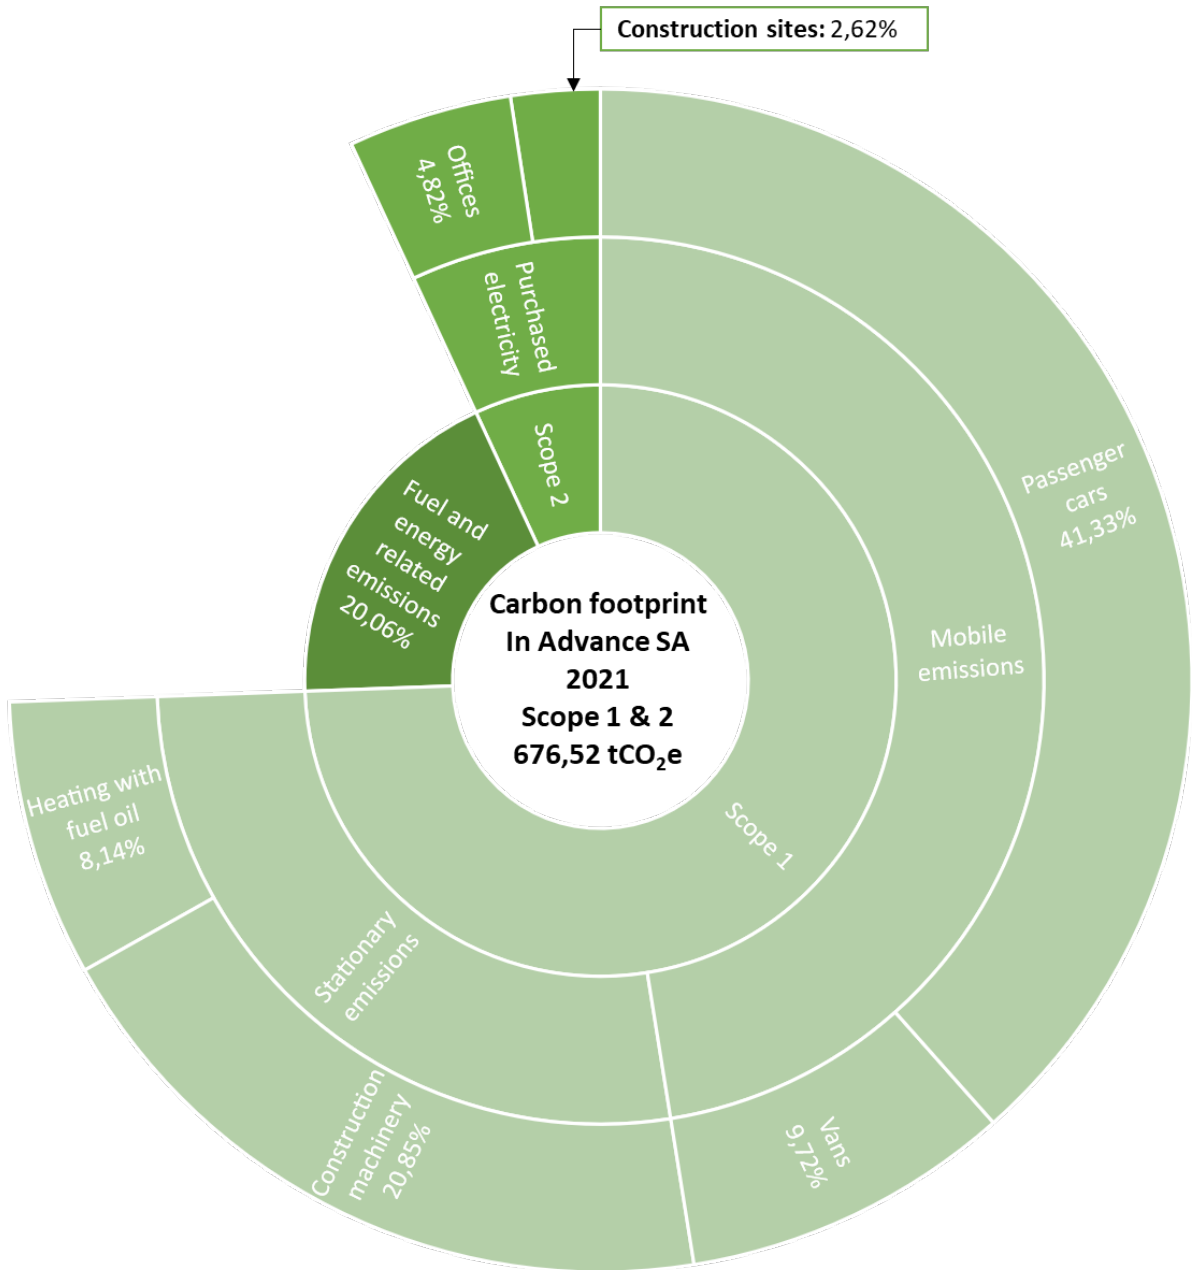 Construction sites: 2,62%
Offices
4,82%
Purchased
electricity
Scope 2
Fuel and
energy
related
emissions
20,06%
Carbon footprint
In Advance SA
2021
Scope 1 & 2
676,52 tCO₂e
Passenger
cars
41,33%
Mobile
emissions
Scope 1
Heating with
fuel oil
8,14%
Stationary
emissions
Construction
machinery
20,85%
Vans
9,72%